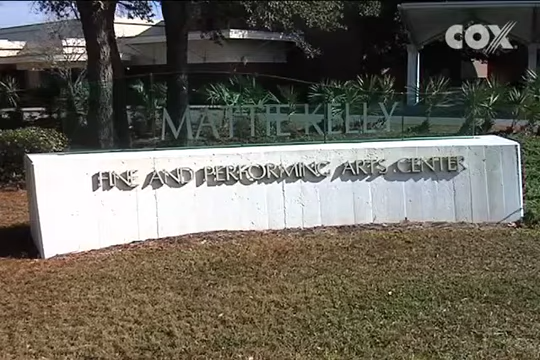 COX
MATTIE KELLY
FINE AND PERFORMING ARTS CENTER